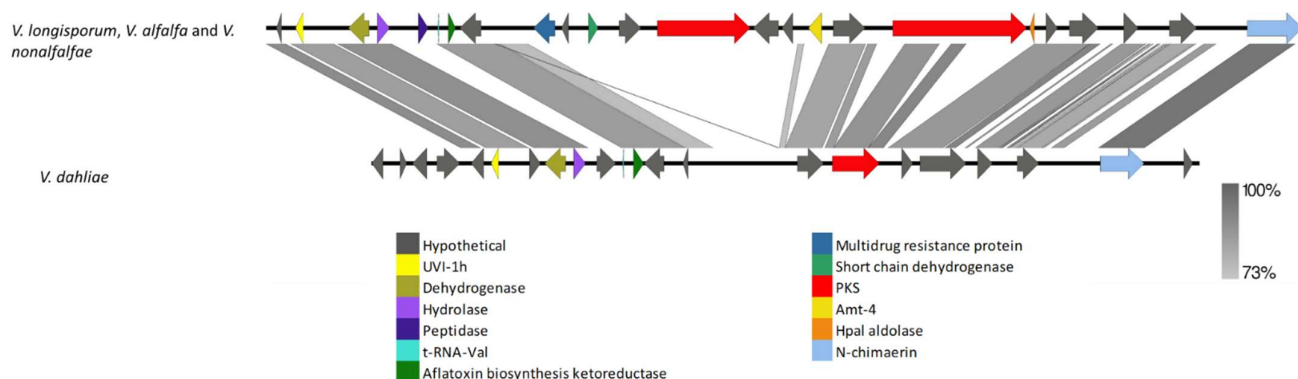 V. longisporum, V. alfalfa and V.
nonalfalfae
V. dahliae
100%
73%
Hypothetical
UVI-1h
Dehydrogenase
Hydrolase
Peptidase
t-RNA-Val
Aflatoxin biosynthesis ketoreductase
Multidrug resistance protein
Short chain dehydrogenase
PKS
Amt-4
Hpal aldolase
N-chimaerin